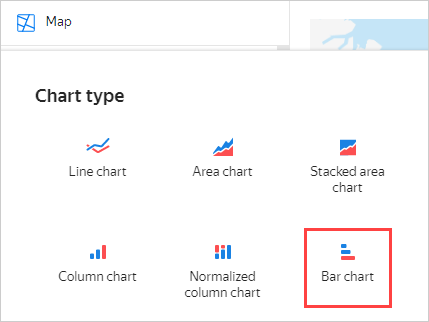 Map
Chart type
Line chart
Area chart
Stacked area
chart
Column chart
Normalized
column chart
Bar chart